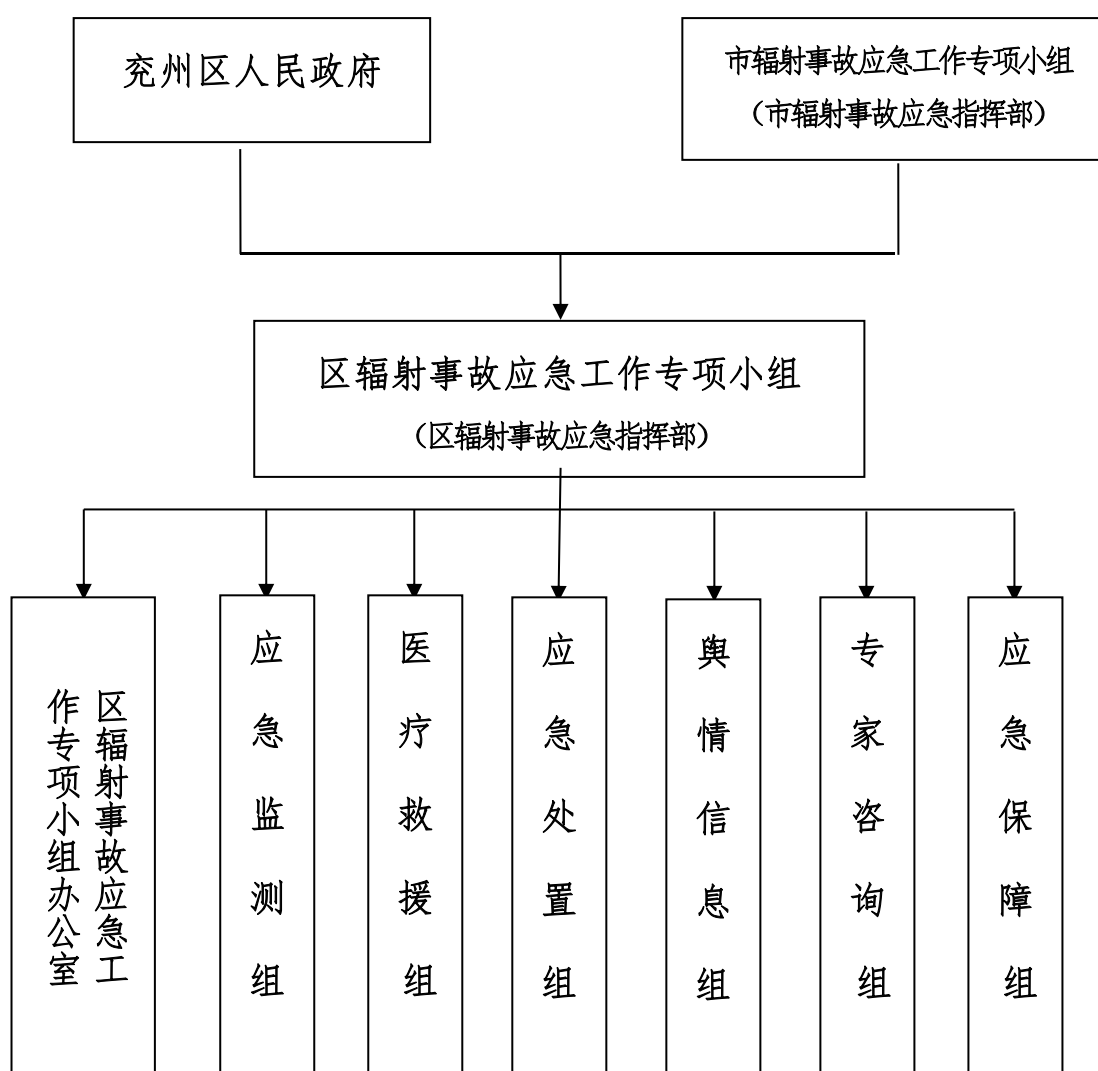 兖州区人民政府
市辐射事故应急工作专项小组
（市辐射事故应急指挥部）
区辐射事故应急工作专项小组
（区辐射事故应急指挥部）
区辐射事故应急工
作专项小组办公室
应急监测组
医疗救援组
应急处置组
舆情信息组
专家咨询组
应急保障组